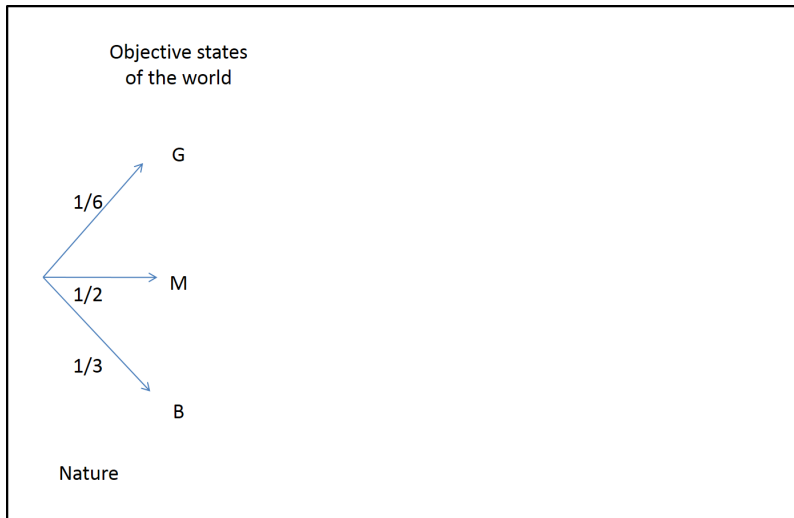 Objective states
of the world
G
1/6
M
1/2
1/3
B
Nature